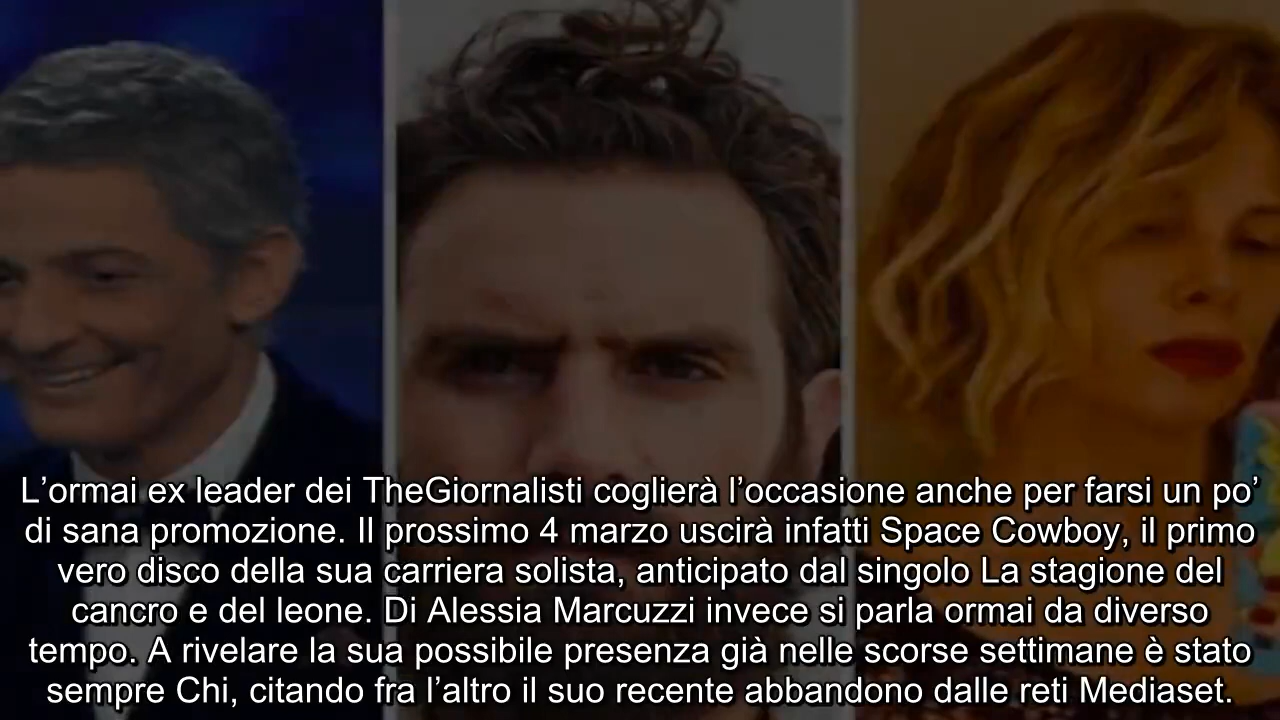 L’ormai ex leader dei TheGiornalisti coglierà l’occasione anche per farsi un po’
di sana promozione. Il prossimo 4 marzo uscirà infatti Space Cowboy, il primo
vero disco della sua carriera solista, anticipato dal singolo La stagione del
cancro e del leone. Di Alessia Marcuzzi invece si parla ormai da diverso
tempo. A rivelare la sua possibile presenza già nelle scorse settimane è stato
sempre Chi, citando fra l’altro il suo recente abbandono dalle reti Mediaset.